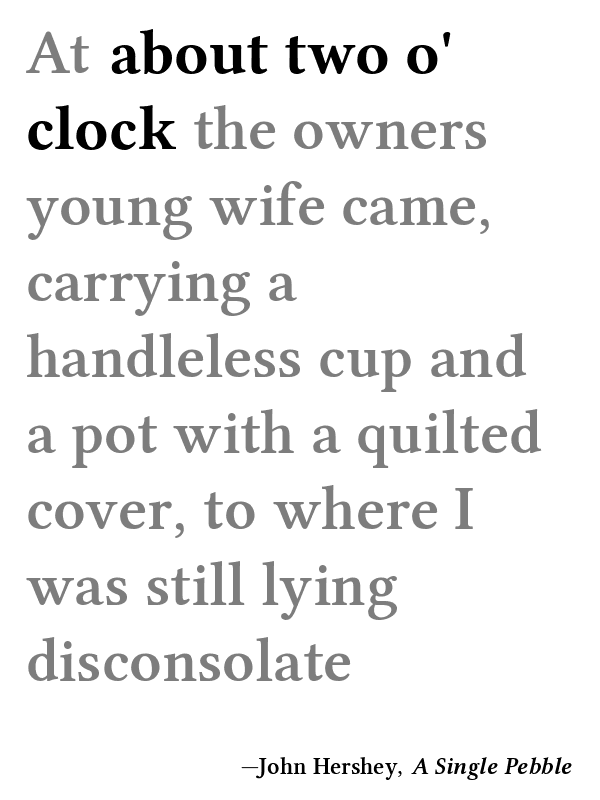 At about two o'
clock the owners
young wife came,
carrying a
handleless cup and
a pot with a quilted
cover, to where I
was still lying
disconsolate
—John Hershey, A Single Pebble